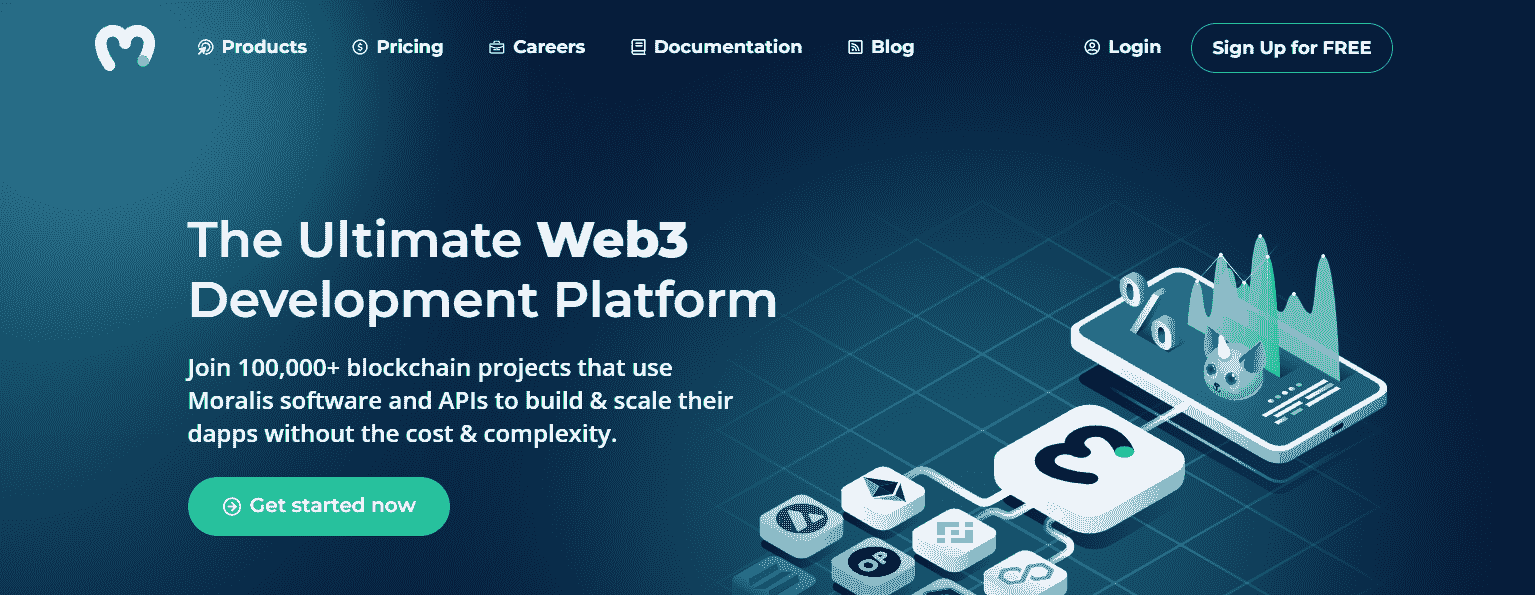 Products Pricing Careers Documentation Blog Login Sign Up for FREE
The Ultimate Web3
Development Platform
Join 100,000+ blockchain projects that use
Moralis software and APIs to build & scale their
dapps without the cost & complexity.
Get started now
OP